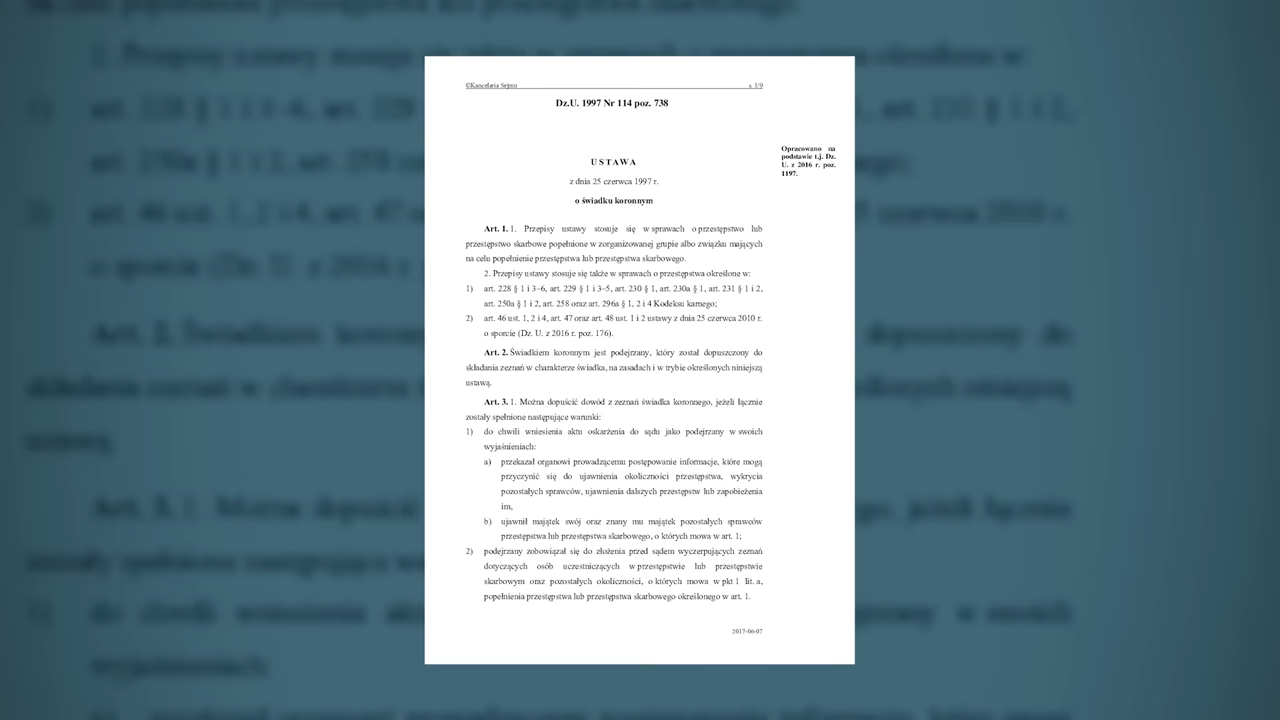 ©Kancelaria Sejmu s. 1/9
Dz.U. 1997 Nr 114 poz. 738
Opracowano na
podstawie t.j. Dz.
U. z 2016 r. poz.
1197.
USTAWA
z dnia 25 czerwca 1997 r.
o świadku koronnym
Art. 1. 1. Przepisy ustawy stosuje się w sprawach o przestępstwo lub
przestępstwo skarbowe popełnione w zorganizowanej grupie albo związku mających
na celu popełnienie przestępstwa lub przestępstwa skarbowego.
2. Przepisy ustawy stosuje się także w sprawach o przestępstwa określone w:
1) art. 228 § 1 i 3–6, art. 229 § 1 i 3–5, art. 230 § 1, art. 230a § 1, art. 231 § 1 i 2,
art. 250a § 1 i 2, art. 258 oraz art. 296a § 1, 2 i 4 Kodeksu karnego;
2) art. 46 ust. 1, 2 i 4, art. 47 oraz art. 48 ust. 1 i 2 ustawy z dnia 25 czerwca 2010 r.
o sporcie (Dz. U. z 2016 r. poz. 176).
Art. 2. Świadkiem koronnym jest podejrzany, który został dopuszczony do
składania zeznań w charakterze świadka, na zasadach i w trybie określonych niniejszą
ustawą.
Art. 3. 1. Można dopuścić dowód z zeznań świadka koronnego, jeżeli łącznie
zostały spełnione następujące warunki:
1) do chwili wniesienia aktu oskarżenia do sądu jako podejrzany w swoich
wyjaśnieniach:
a) przekazał organowi prowadzącemu postępowanie informacje, które mogą
przyczynić się do ujawnienia okoliczności przestępstwa, wykrycia
pozostałych sprawców, ujawnienia dalszych przestępstw lub zapobieżenia
im,
b) ujawnił majątek swój oraz znany mu majątek pozostałych sprawców
przestępstwa lub przestępstwa skarbowego, o których mowa w art. 1;
2) podejrzany zobowiązał się do złożenia przed sądem wyczerpujących zeznań
dotyczących osób uczestniczących w przestępstwie lub przestępstwie
skarbowym oraz pozostałych okoliczności, o których mowa w pkt 1 lit. a,
popełnienia przestępstwa lub przestępstwa skarbowego określonego w art. 1.
2017-06-07